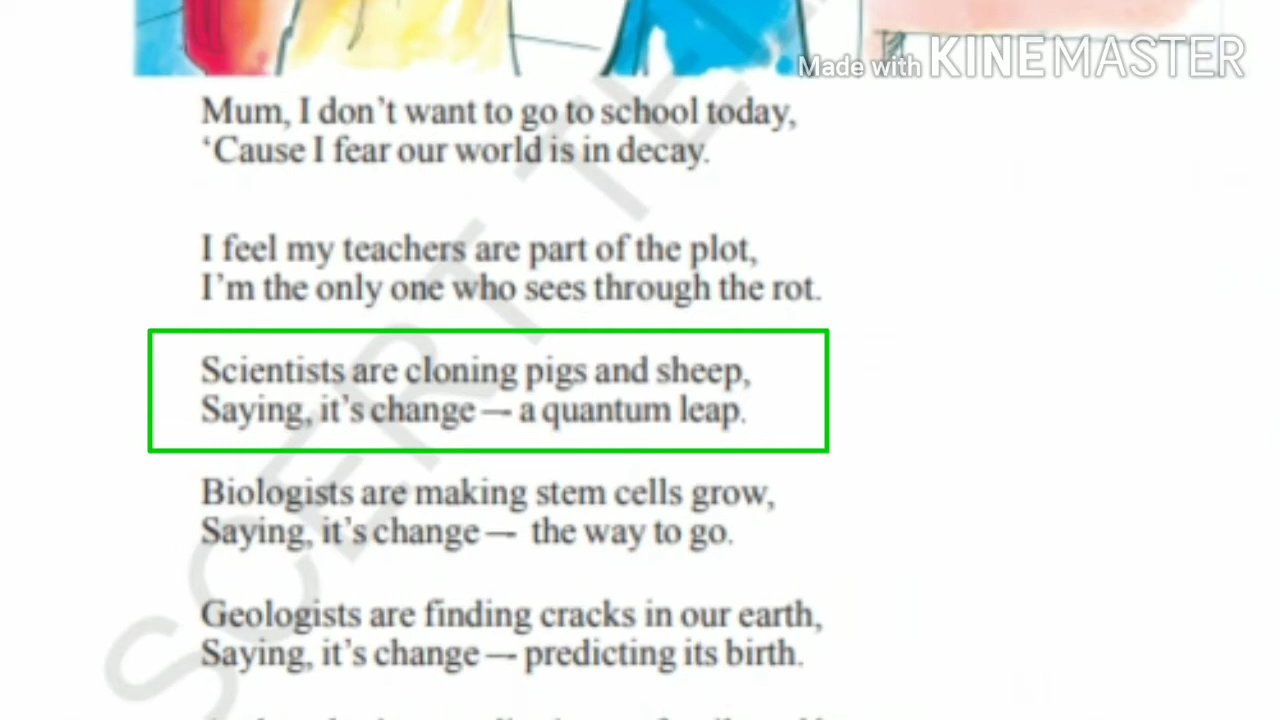 Made with KINEMASTER
Mum, I don't want to go to school today,
'Cause I fear our world is in decay.
I feel my teachers are part of the plot,
I'm the only one who sees through the rot.
Scientists are cloning pigs and sheep,
Saying, it's change — a quantum leap.
Biologists are making stem cells grow,
Saying, it's change — the way to go.
Geologists are finding cracks in our earth,
Saying, it's change — predicting its birth.
SCERT TE